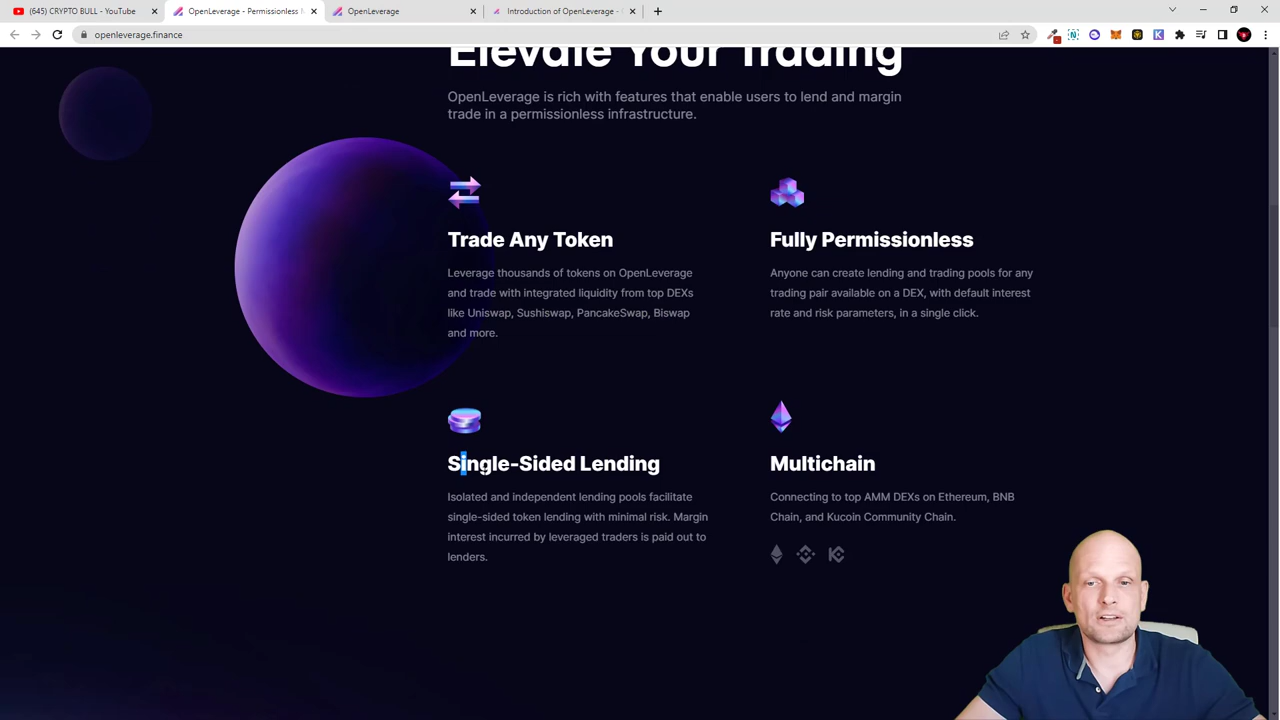 (645) CRYPTO BULL - YouTube
OpenLeverage - Permissionless
OpenLeverage
Introduction of OpenLeverage -
openleverage.finance
Elevate Your Trading
OpenLeverage is rich with features that enable users to lend and margin
trade in a permissionless infrastructure.
Trade Any Token
Leverage thousands of tokens on OpenLeverage
and trade with integrated liquidity from top DEXs
like Uniswap, Sushiswap, PancakeSwap, Biswap
and more.
Fully Permissionless
Anyone can create lending and trading pools for any
trading pair available on a DEX, with default interest
rate and risk parameters, in a single click.
Single-Sided Lending
Isolated and independent lending pools facilitate
single-sided token lending with minimal risk. Margin
interest incurred by leveraged traders is paid out to
lenders.
Multichain
Connecting to top AMM DEXs on Ethereum, BNB
Chain, and Kucoin Community Chain.